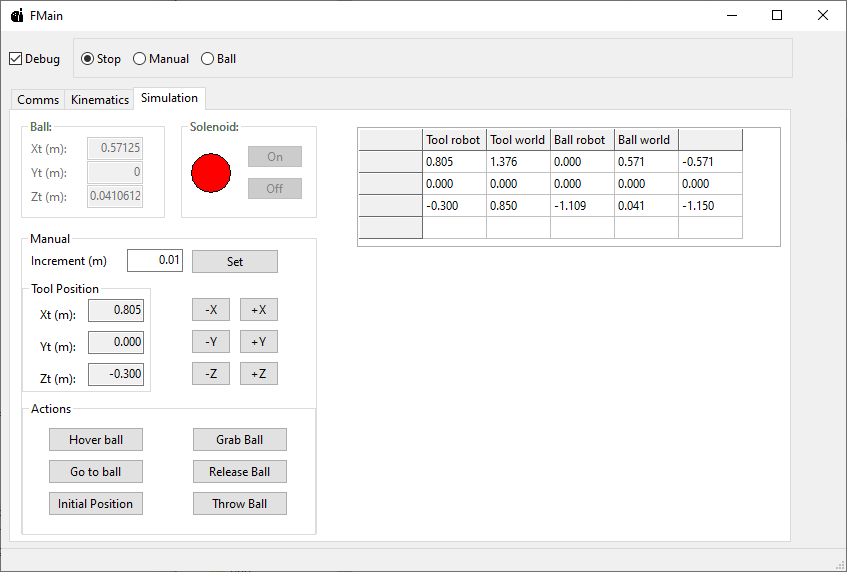 FMain
Debug Stop Manual Ball
Comms Kinematics Simulation
Ball:
Xt (m): 0.57125
Yt (m): 0
Zt (m): 0.0410612
Solenoid:
On
Off
Tool robot Tool world Ball robot Ball world
0.805 1.376 0.000 0.571 -0.571
0.000 0.000 0.000 0.000 0.000
-0.300 0.850 -1.109 0.041 -1.150
Manual
Increment (m) 0.01 Set
Tool Position
Xt (m): 0.805
Yt (m): 0.000
Zt (m): -0.300
-X +X
-Y +Y
-Z +Z
Actions
Hover ball Grab Ball
Go to ball Release Ball
Initial Position Throw Ball